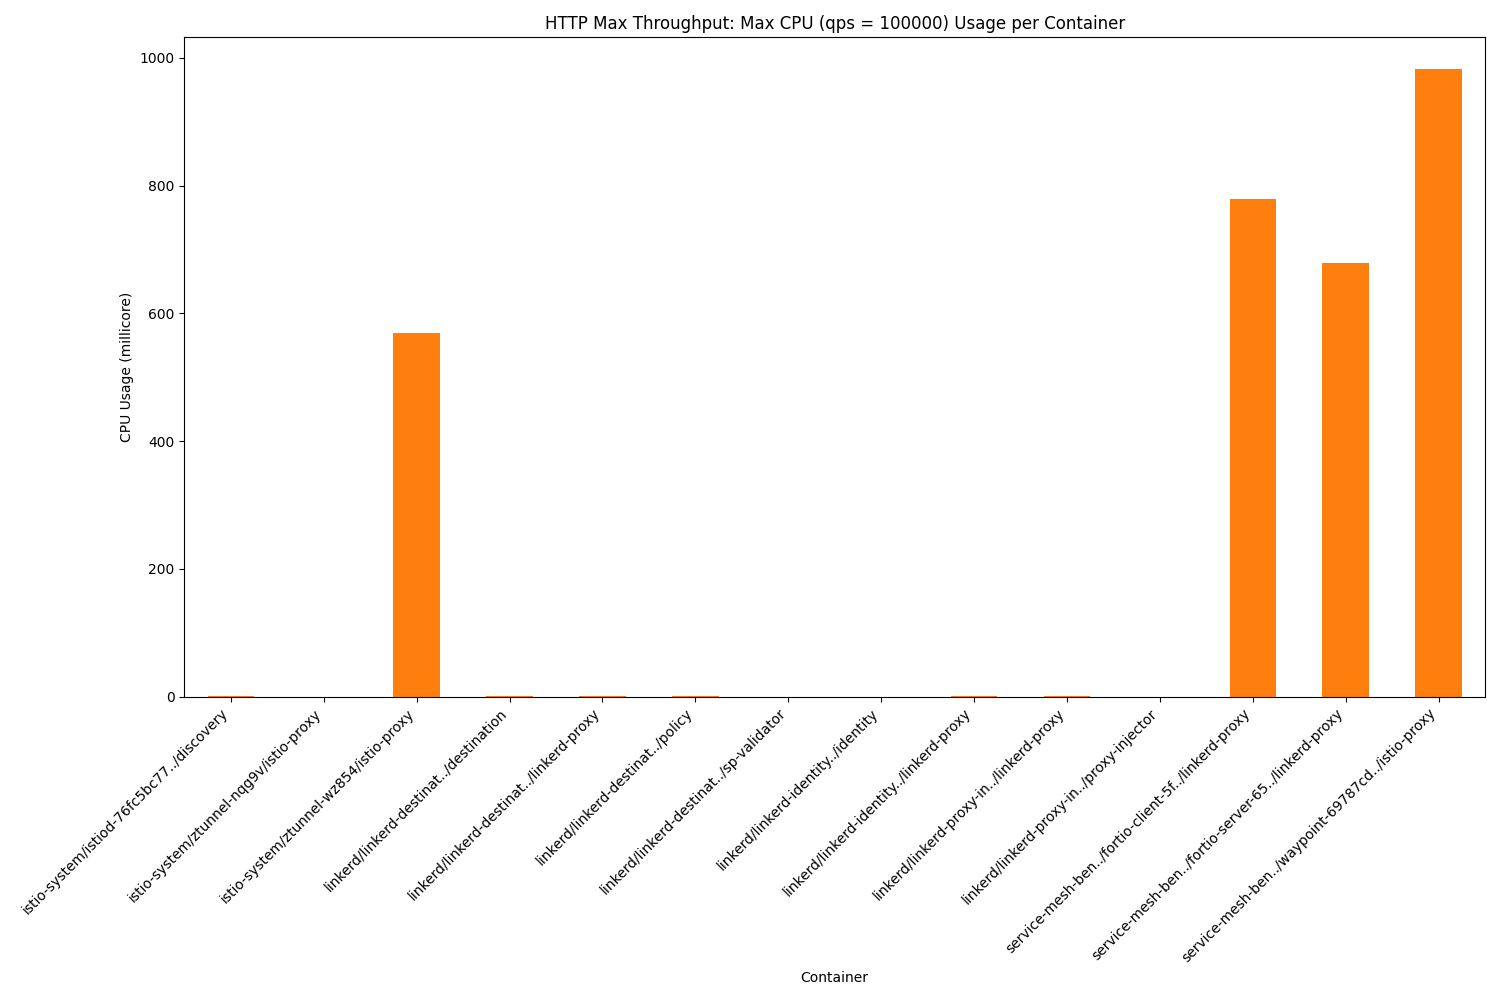 HTTP Max Throughput: Max CPU (qps = 100000) Usage per Container
1000
800
600
400
200
0
CPU Usage (millicore)
istio-system/istiod-76fc5bc77../discovery
istio-system/ztunnel-nqg9v/istio-proxy
istio-system/ztunnel-wz854/istio-proxy
linkerd/linkerd-destinat../destination
linkerd/linkerd-destinat../linkerd-proxy
linkerd/linkerd-destinat../policy
linkerd/linkerd-destinat../sp-validator
linkerd/linkerd-identity../identity
linkerd/linkerd-identity../linkerd-proxy
linkerd/linkerd-proxy-in../linkerd-proxy
linkerd/linkerd-proxy-in../proxy-injector
service-mesh-ben../fortio-client-5f../linkerd-proxy
service-mesh-ben../fortio-server-65../linkerd-proxy
service-mesh-ben../waypoint-69787cd../istio-proxy
Container